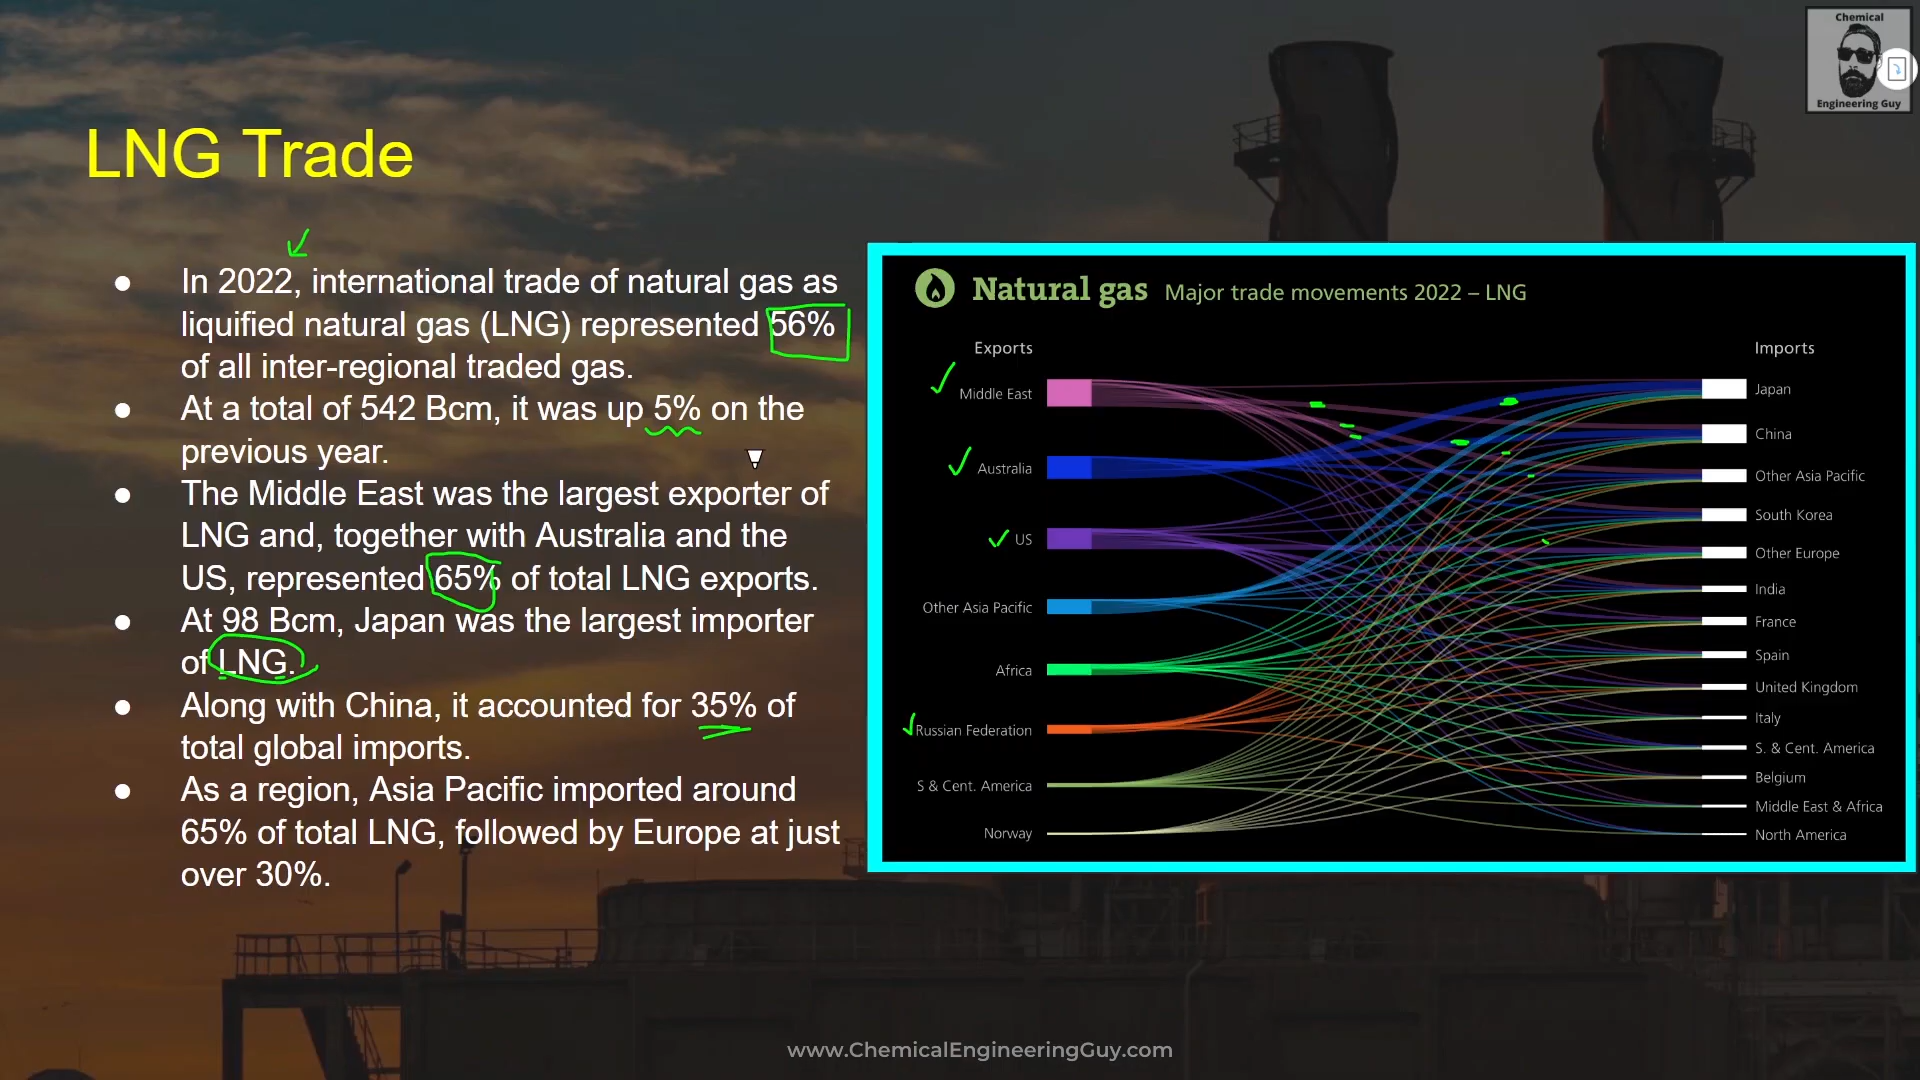 Chemical
Engineering Guy
LNG Trade
● In 2022, international trade of natural gas as
liquified natural gas (LNG) represented 56%
of all inter-regional traded gas.
● At a total of 542 Bcm, it was up 5% on the
previous year.
● The Middle East was the largest exporter of
LNG and, together with Australia and the
US, represented 65% of total LNG exports.
● At 98 Bcm, Japan was the largest importer
of LNG.
● Along with China, it accounted for 35% of
total global imports.
● As a region, Asia Pacific imported around
65% of total LNG, followed by Europe at just
over 30%.
Natural gas Major trade movements 2022 – LNG
Exports
Middle East
Australia
US
Other Asia Pacific
Africa
Russian Federation
S & Cent. America
Norway
Imports
Japan
China
Other Asia Pacific
South Korea
Other Europe
India
France
Spain
United Kingdom
Italy
S. & Cent. America
Belgium
Middle East & Africa
North America
www.ChemicalEngineeringGuy.com